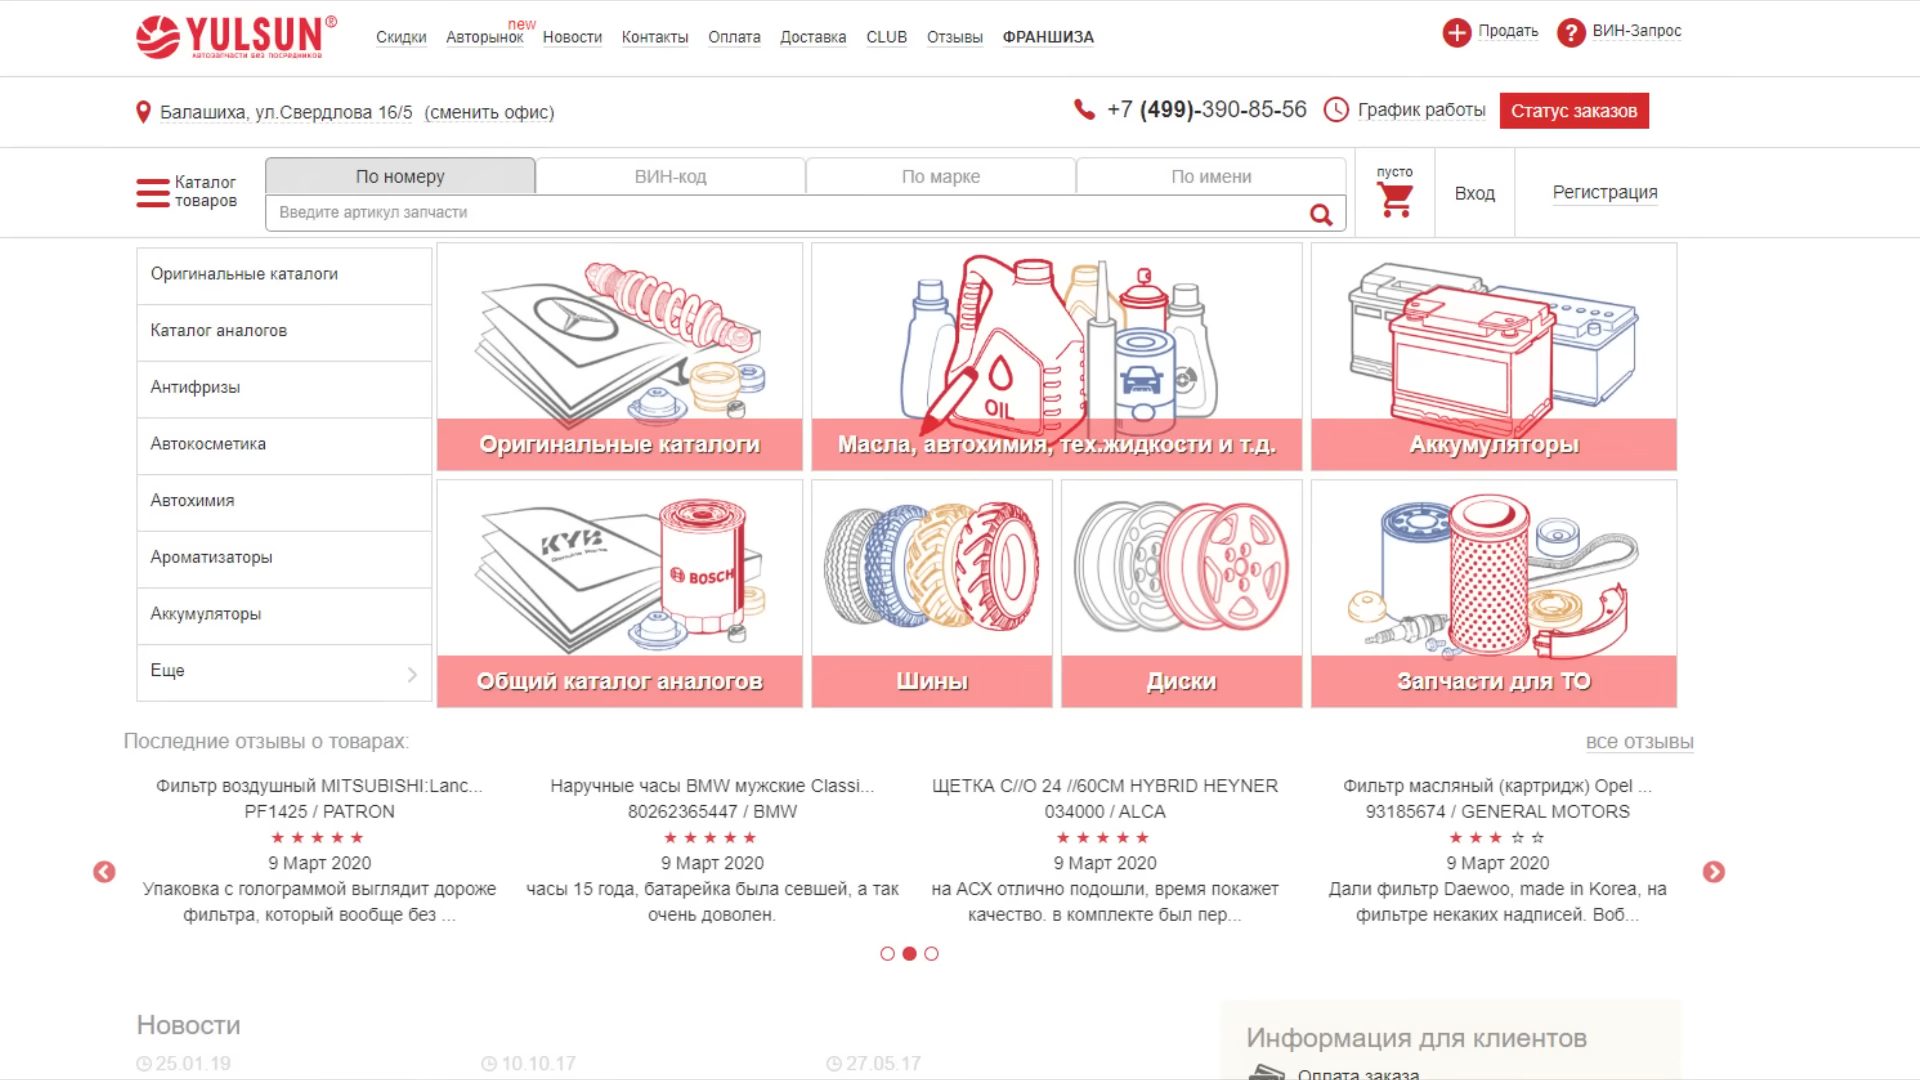 YULSUN®
АВТОЗАПЧАСТИ БЕЗ ПОСРЕДНИКОВ
Скидки Авторынок new Новости Контакты Оплата Доставка CLUB Отзывы ФРАНШИЗА
Продать ВИН-Запрос
Балашиха, ул.Свердлова 16/5 (сменить офис)
+7 (499)-390-85-56 График работы Статус заказов
Каталог товаров
По номеру ВИН-код По марке По имени
Введите артикул запчасти
пусто
Вход
Регистрация
Оригинальные каталоги
Каталог аналогов
Антифризы
Автокосметика
Автохимия
Ароматизаторы
Аккумуляторы
Еще
Оригинальные каталоги
OIL
Масла, автохимия, тех.жидкости и т.д.
Аккумуляторы
KYB
Genuine Parts
BOSCH
Общий каталог аналогов
Шины
Диски
Запчасти для ТО
Последние отзывы о товарах:
все отзывы
Фильтр воздушный MITSUBISHI:Lanc...
PF1425 / PATRON
★ ★ ★ ★ ★
9 Март 2020
Упаковка с голограммой выглядит дороже
фильтра, который вообще без ...
Наручные часы BMW мужские Classi...
80262365447 / BMW
★ ★ ★ ★ ★
9 Март 2020
часы 15 года, батарейка была севшей, а так
очень доволен.
ЩЕТКА С//О 24 //60СМ HYBRID HEYNER
034000 / ALCA
★ ★ ★ ★ ★
9 Март 2020
на АСХ отлично подошли, время покажет
качество. в комплекте был пер...
Фильтр масляный (картридж) Opel ...
93185674 / GENERAL MOTORS
★ ★ ★ ☆ ☆
9 Март 2020
Дали фильтр Daewoo, made in Korea, на
фильтре некаких надписей. Воб...
Новости
25.01.19
10.10.17
27.05.17
Информация для клиентов
Оплата заказа